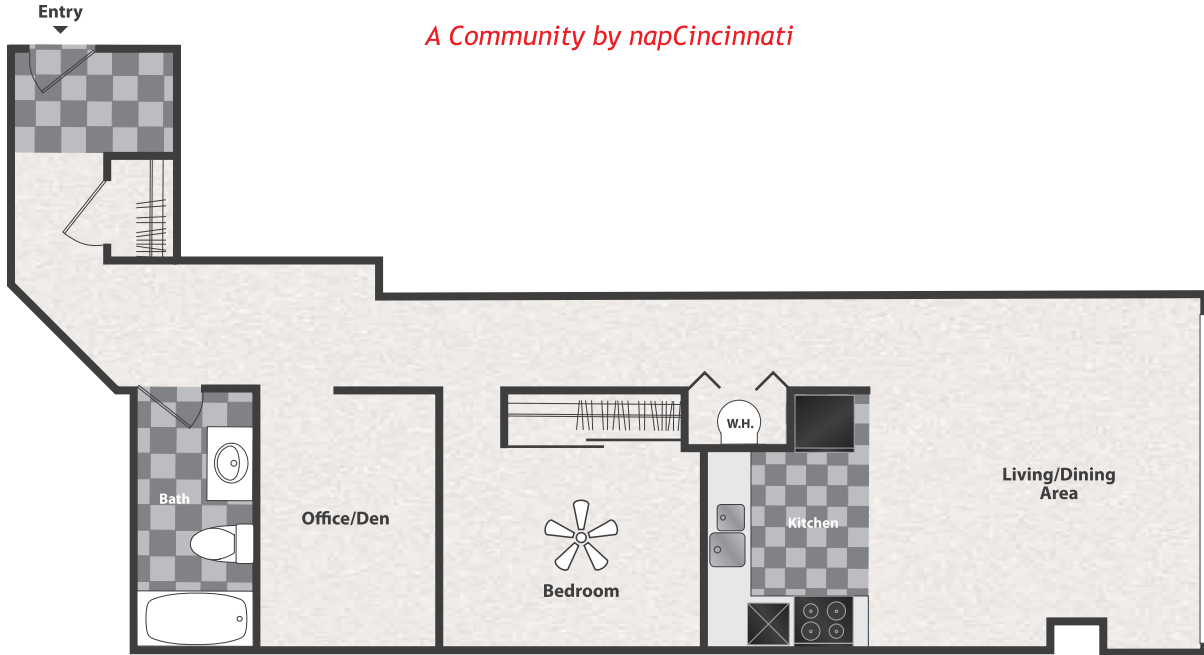 Entry
A Community by napCincinnati
W.H.
Living/Dining
Area
Bath
Office/Den
Kitchen
Bedroom